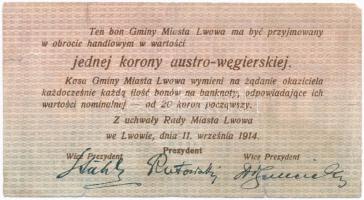 Ten bon Gminy Miasta Lwowa ma być przyjmowany
w obrocie handlowym w wartości
jednej korony austro-węgierskiej.
Kasa Gminy Miasta Lwowa wymieni na żądanie okaziciela
każdocześnie każdą ilość bonów na banknoty, odpowiadające ich
wartości nominalnej — od 20 koron począwszy.
Z uchwały Rady Miasta Lwowa
we Lwowie, dnia 11. września 1914.
Prezydent
Wice Prezydent Wice Prezydent
Rutowski